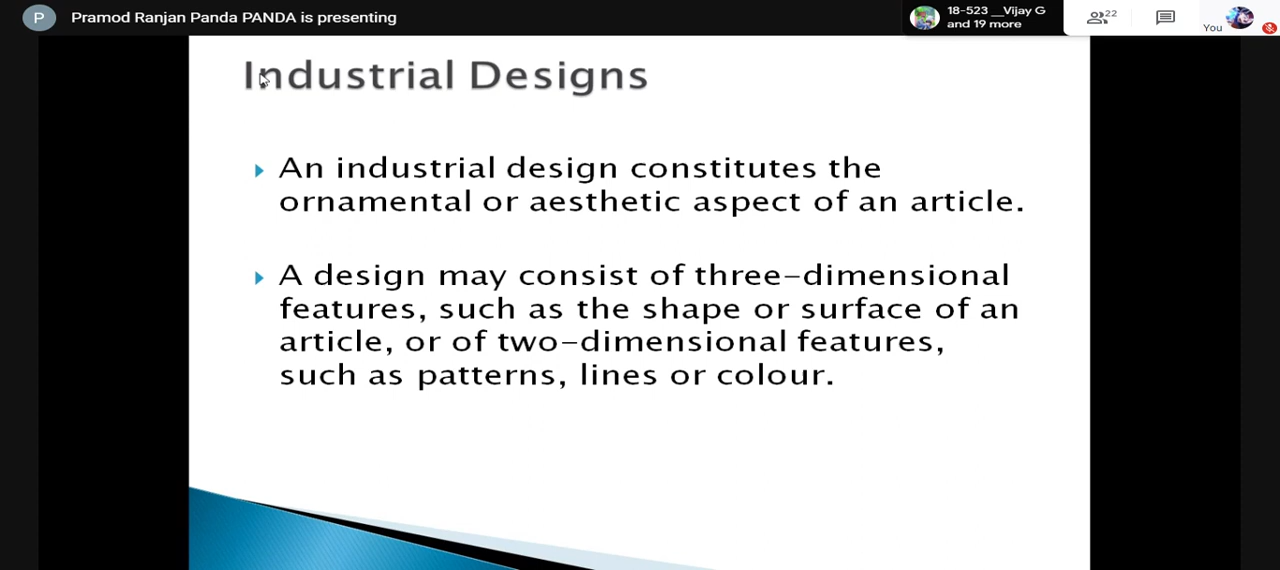 P Pramod Ranjan Panda PANDA is presenting
18-523 __Vijay G
and 19 more
22
You
Industrial Designs
An industrial design constitutes the
ornamental or aesthetic aspect of an article.
A design may consist of three-dimensional
features, such as the shape or surface of an
article, or of two-dimensional features,
such as patterns, lines or colour.